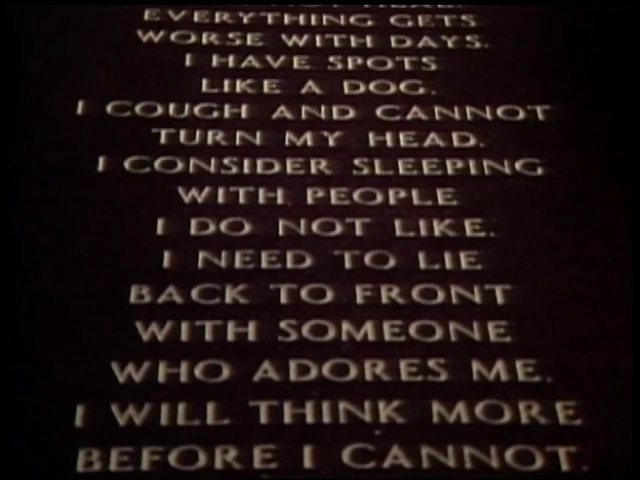 EVERYTHING GETS
WORSE WITH DAYS.
I HAVE SPOTS
LIKE A DOG.
I COUGH AND CANNOT
TURN MY HEAD.
I CONSIDER SLEEPING
WITH PEOPLE
I DO NOT LIKE.
I NEED TO LIE
BACK TO FRONT
WITH SOMEONE
WHO ADORES ME.
I WILL THINK MORE
BEFORE I CANNOT.